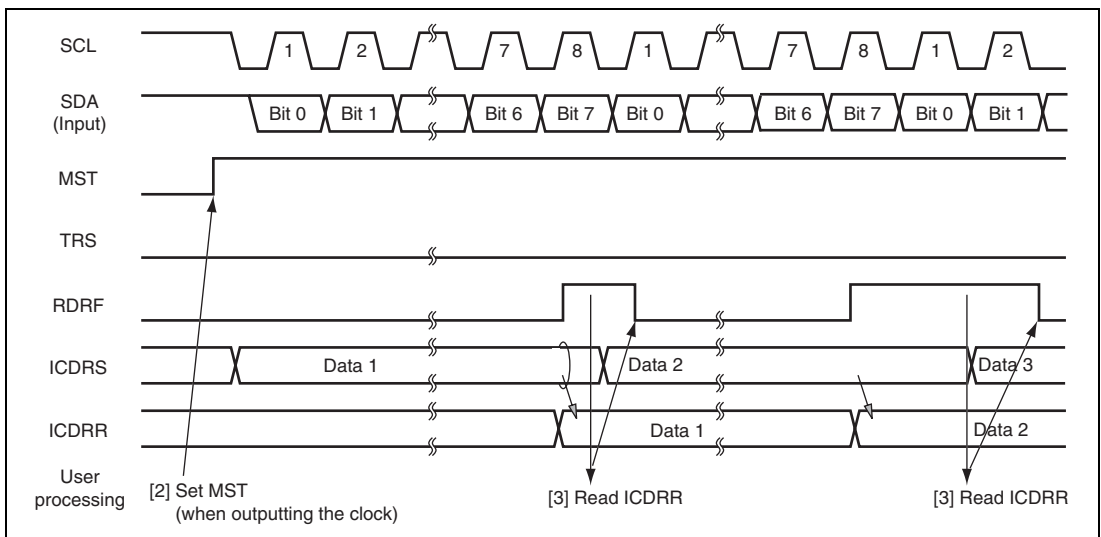 SCL 1 2 7 8 1 7 8 1 2
SDA
(Input)
Bit 0 Bit 1 Bit 6 Bit 7 Bit 0 Bit 6 Bit 7 Bit 0 Bit 1
MST
TRS
RDRF
ICDRS Data 1 Data 2 Data 3
ICDRR Data 1 Data 2
User
processing
[2] Set MST
(when outputting the clock)
[3] Read ICDRR
[3] Read ICDRR